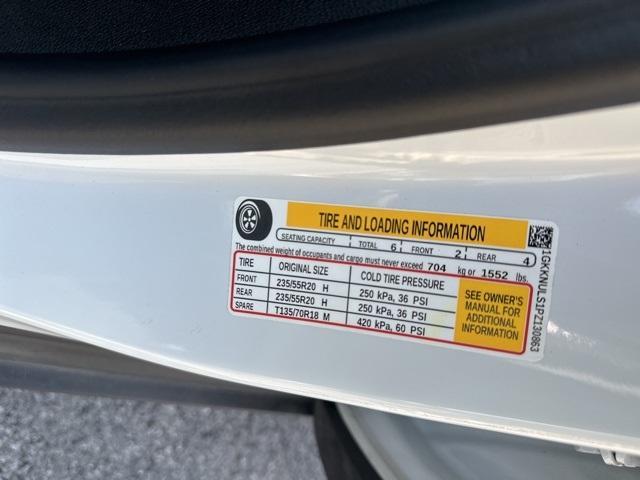 TIRE AND LOADING INFORMATION
SEATING CAPACITY TOTAL 6 FRONT 2 REAR 4
The combined weight of occupants and cargo must never exceed 704 kg or 1552 lbs.
TIRE ORIGINAL SIZE COLD TIRE PRESSURE
FRONT 235/55R20 H 250 kPa, 36 PSI
REAR 235/55R20 H 250 kPa, 36 PSI
SPARE T135/70R18 M 420 kPa, 60 PSI
SEE OWNER'S
MANUAL FOR
ADDITIONAL
INFORMATION
1GKKNULS1PZ130863